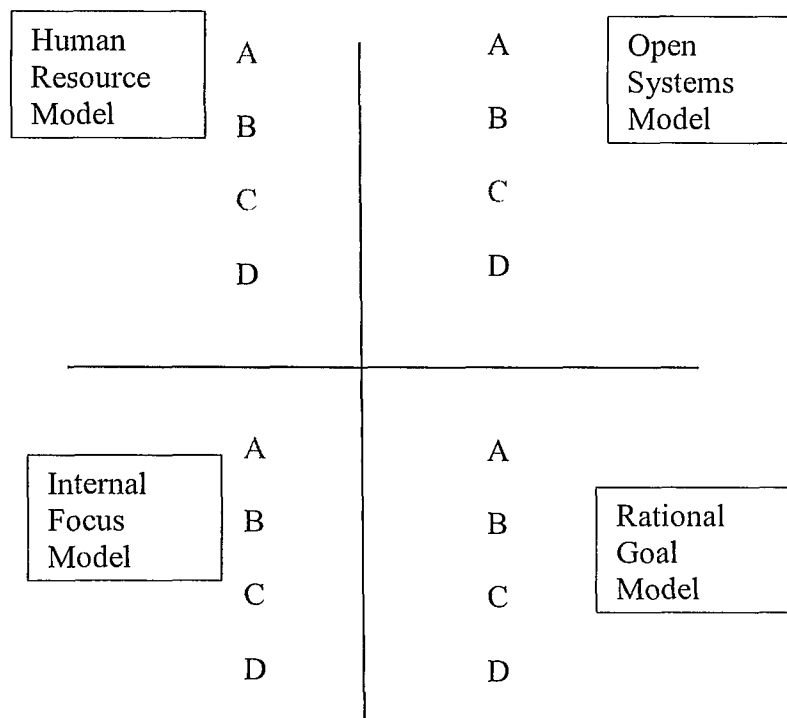 Human
Resource
Model
A
B
C
D
A
B
C
D
Open
Systems
Model
Internal
Focus
Model
A
B
C
D
A
B
C
D
Rational
Goal
Model